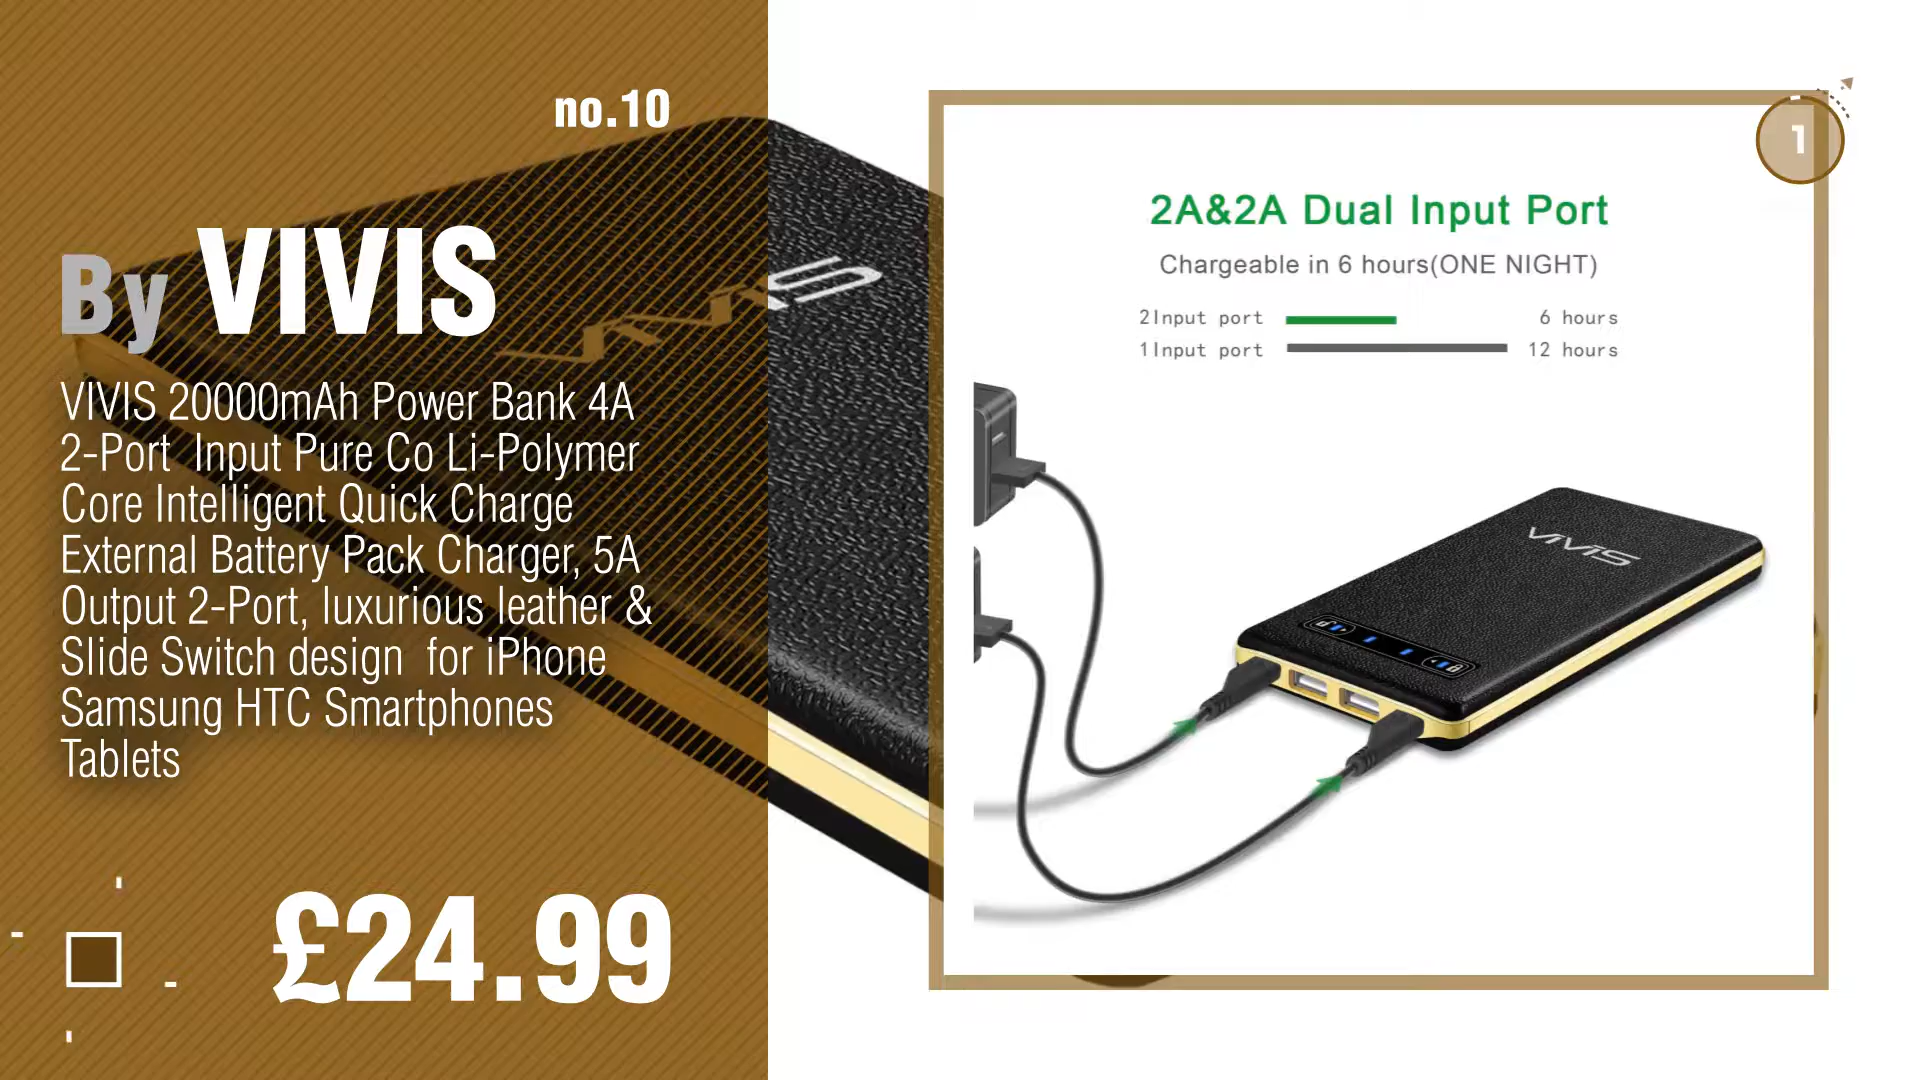 no.10
By VIVIS
VIVIS 20000mAh Power Bank 4A
2-Port Input Pure Co Li-Polymer
Core Intelligent Quick Charge
External Battery Pack Charger, 5A
Output 2-Port, luxurious leather &
Slide Switch design for iPhone
Samsung HTC Smartphones
Tablets
£24.99
VIVIS
1
2A&2A Dual Input Port
Chargeable in 6 hours(ONE NIGHT)
2Input port 6 hours
1Input port 12 hours
VIVIS